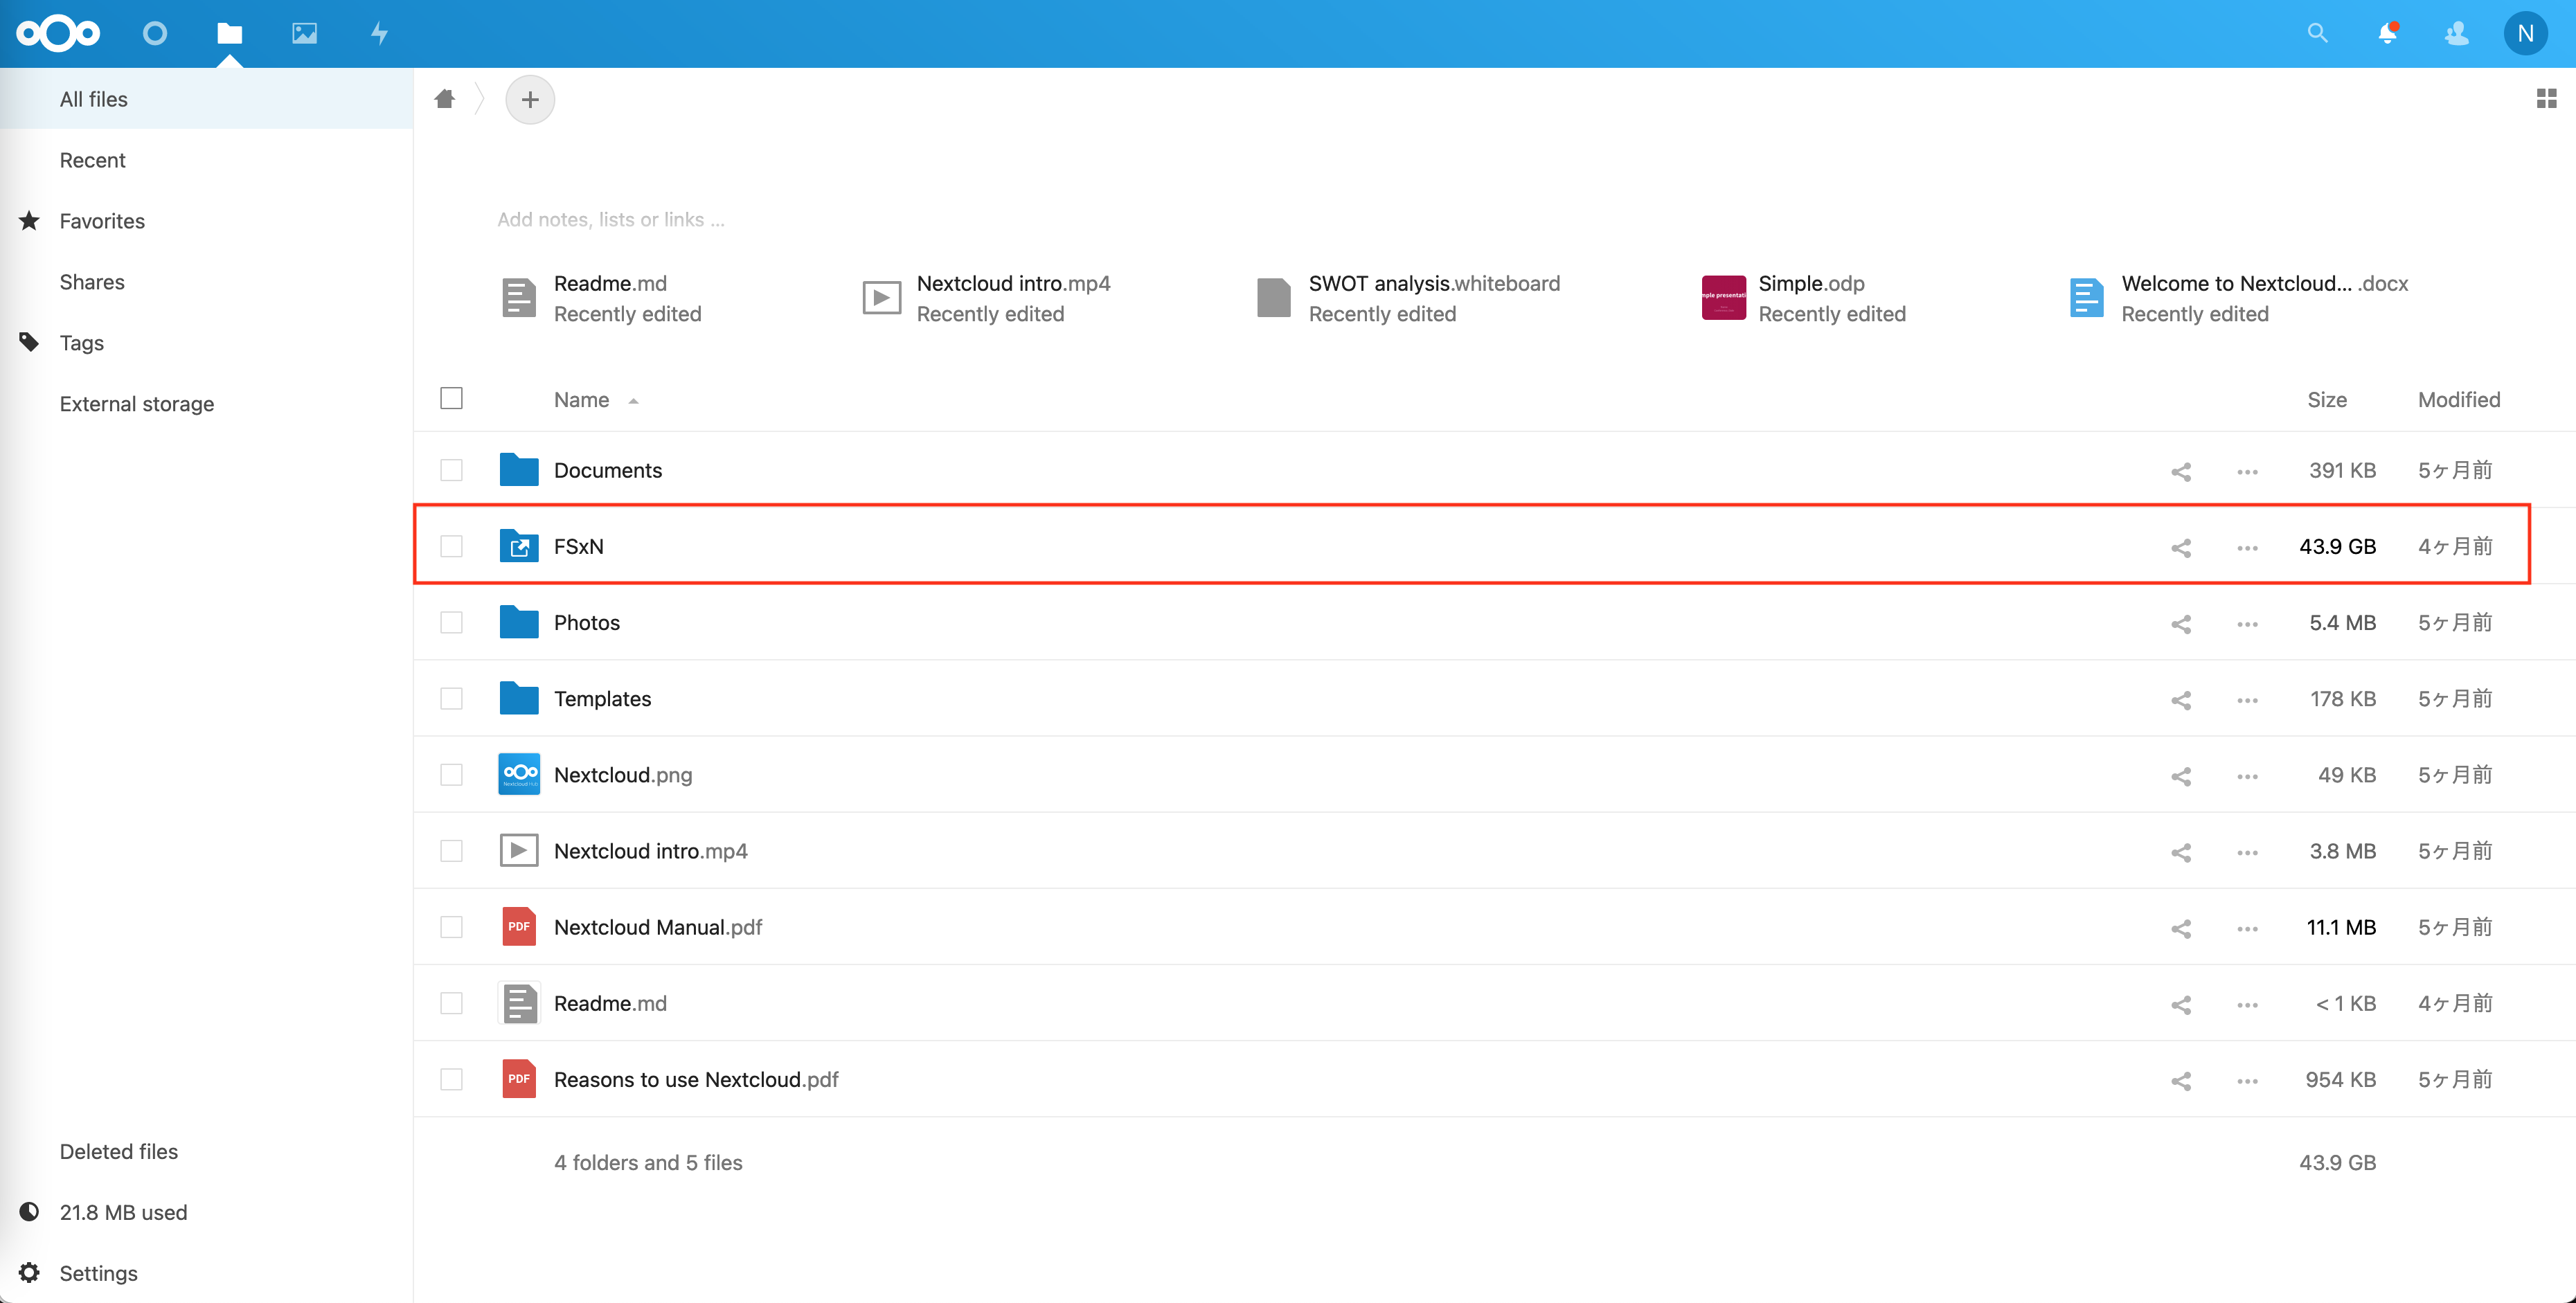 N
All files
Recent
Favorites
Shares
Tags
External storage
Add notes, lists or links ...
Readme.md
Recently edited
Nextcloud intro.mp4
Recently edited
SWOT analysis.whiteboard
Recently edited
Simple.odp
Recently edited
Welcome to Nextcloud... .docx
Recently edited
Name Size Modified
Documents 391 KB 5ヶ月前
FSxN 43.9 GB 4ヶ月前
Photos 5.4 MB 5ヶ月前
Templates 178 KB 5ヶ月前
Nextcloud.png 49 KB 5ヶ月前
Nextcloud intro.mp4 3.8 MB 5ヶ月前
PDF Nextcloud Manual.pdf 11.1 MB 5ヶ月前
Readme.md < 1 KB 4ヶ月前
PDF Reasons to use Nextcloud.pdf 954 KB 5ヶ月前
4 folders and 5 files 43.9 GB
Deleted files
21.8 MB used
Settings